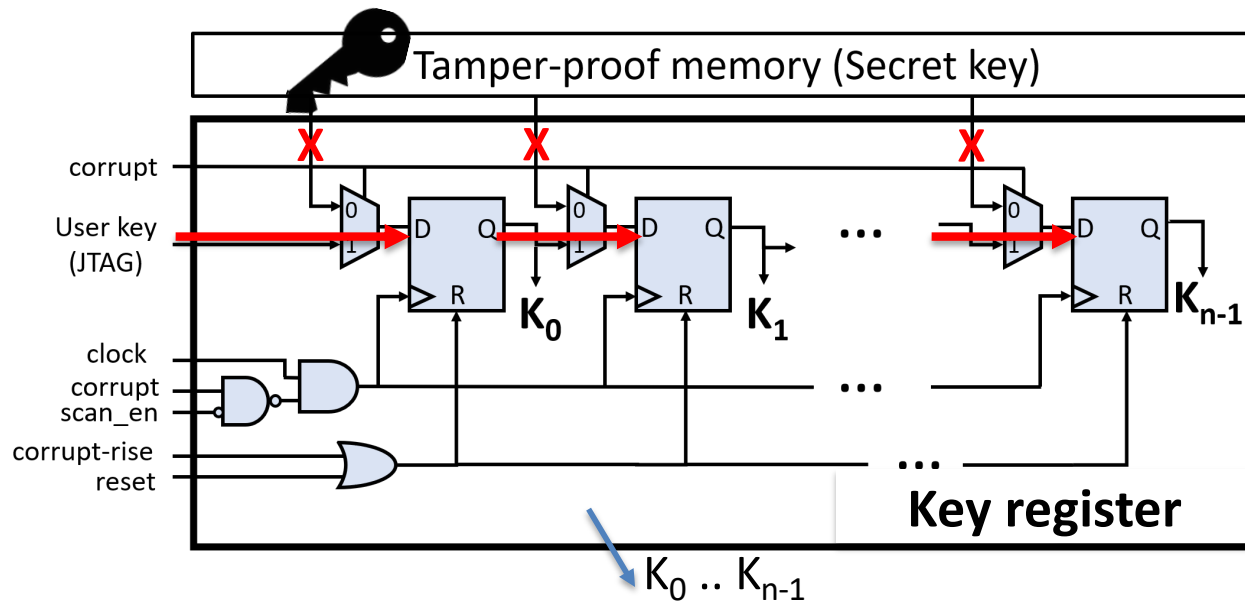 Tamper-proof memory (Secret key)
X X X
corrupt
0 0 0
User key
(JTAG)
1 1 1
D Q D Q ... D Q
R R R
K0 K1 Kn-1
clock
corrupt
scan_en
...
corrupt-rise
reset
...
Key register
K0 .. Kn-1